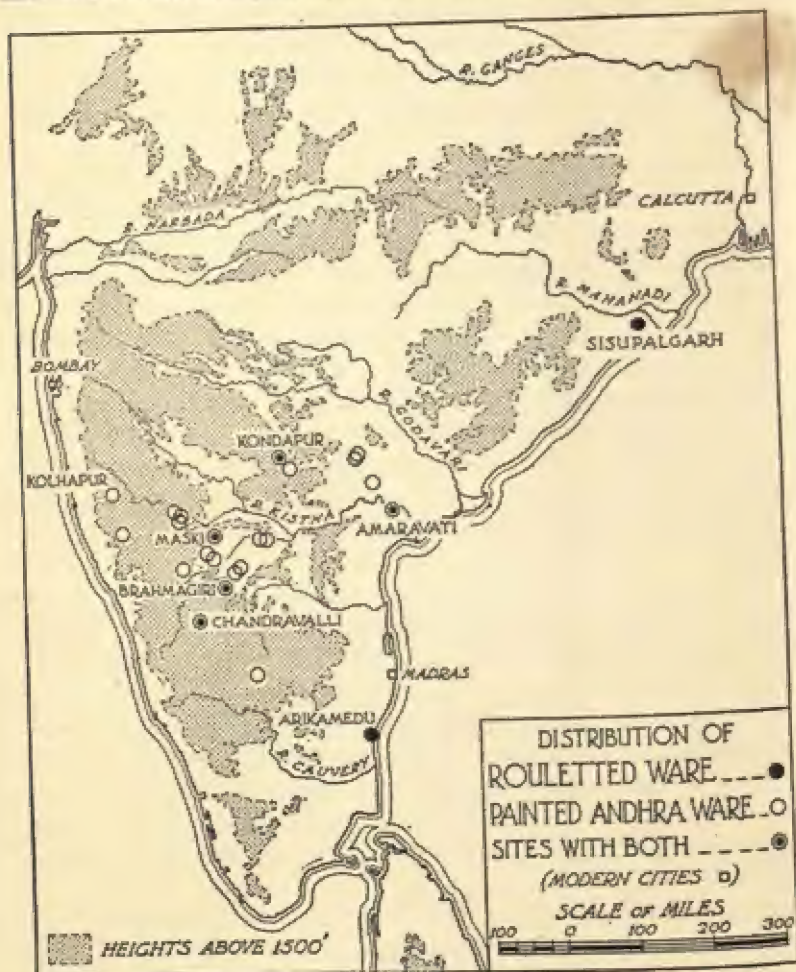 R. GANGES
CALCUTTA
R. NARBADA
R. MAHANADI
SISUPALGARH
BOMBAY
R. GODAVARI
KONDAPUR
KOLHAPUR
R. KISTNA
AMARAVATI
MASKI
BRAHMAGIRI
CHANDRAVALLI
MADRAS
ARIKAMEDU
R. CAUVERY
DISTRIBUTION OF
ROULETTED WARE
PAINTED ANDHRA WARE
SITES WITH BOTH
(MODERN CITIES)
SCALE OF MILES
100 0 100 200 300
HEIGHTS ABOVE 1500'